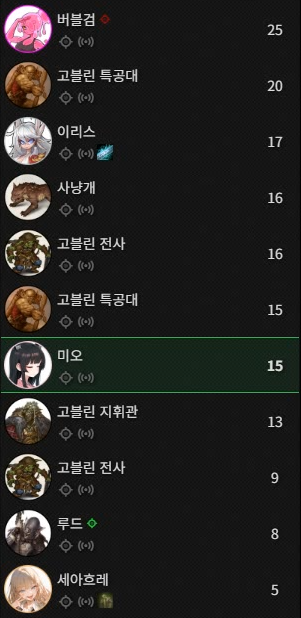 버블검 25
고블린 특공대 20
이리스 17
사냥개 16
고블린 전사 16
고블린 특공대 15
미오 15
고블린 지휘관 13
고블린 전사 9
루드 8
세아흐레 5